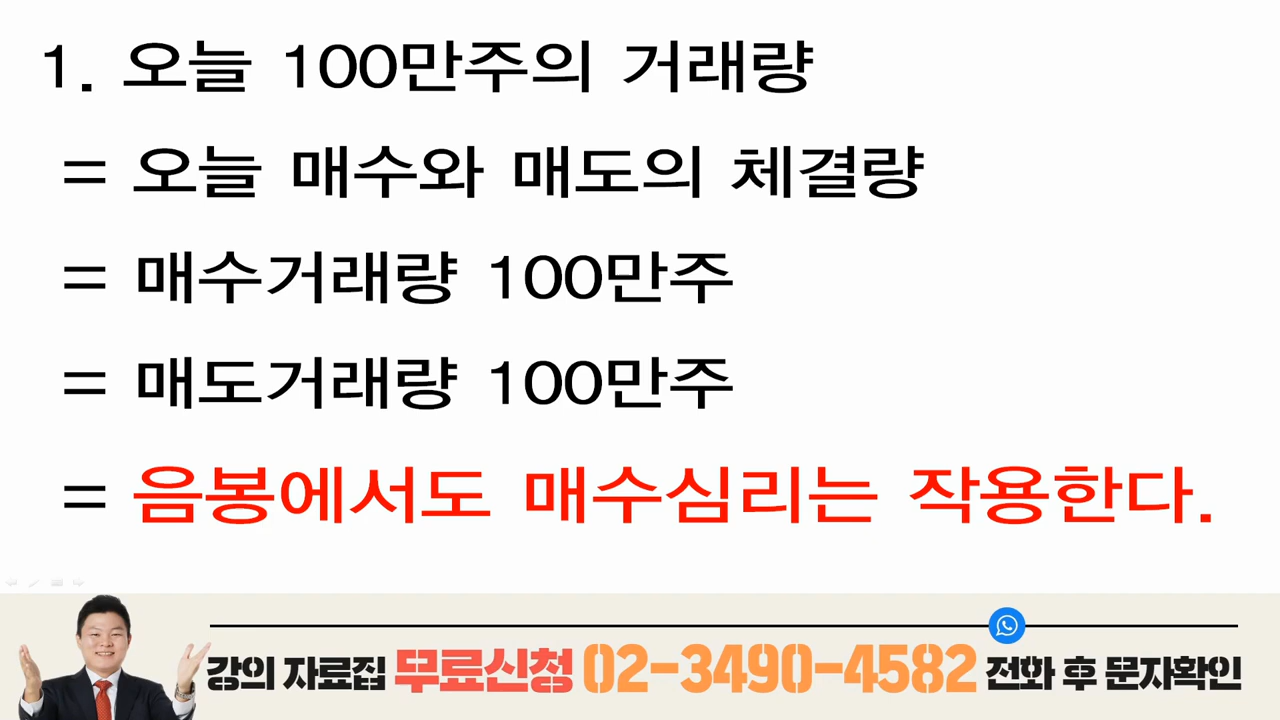 1. 오늘 100만주의 거래량
= 오늘 매수와 매도의 체결량
= 매수거래량 100만주
= 매도거래량 100만주
= 음봉에서도 매수심리는 작용한다.
강의 자료집 무료신청 02-3490-4582 전화 후 문자확인